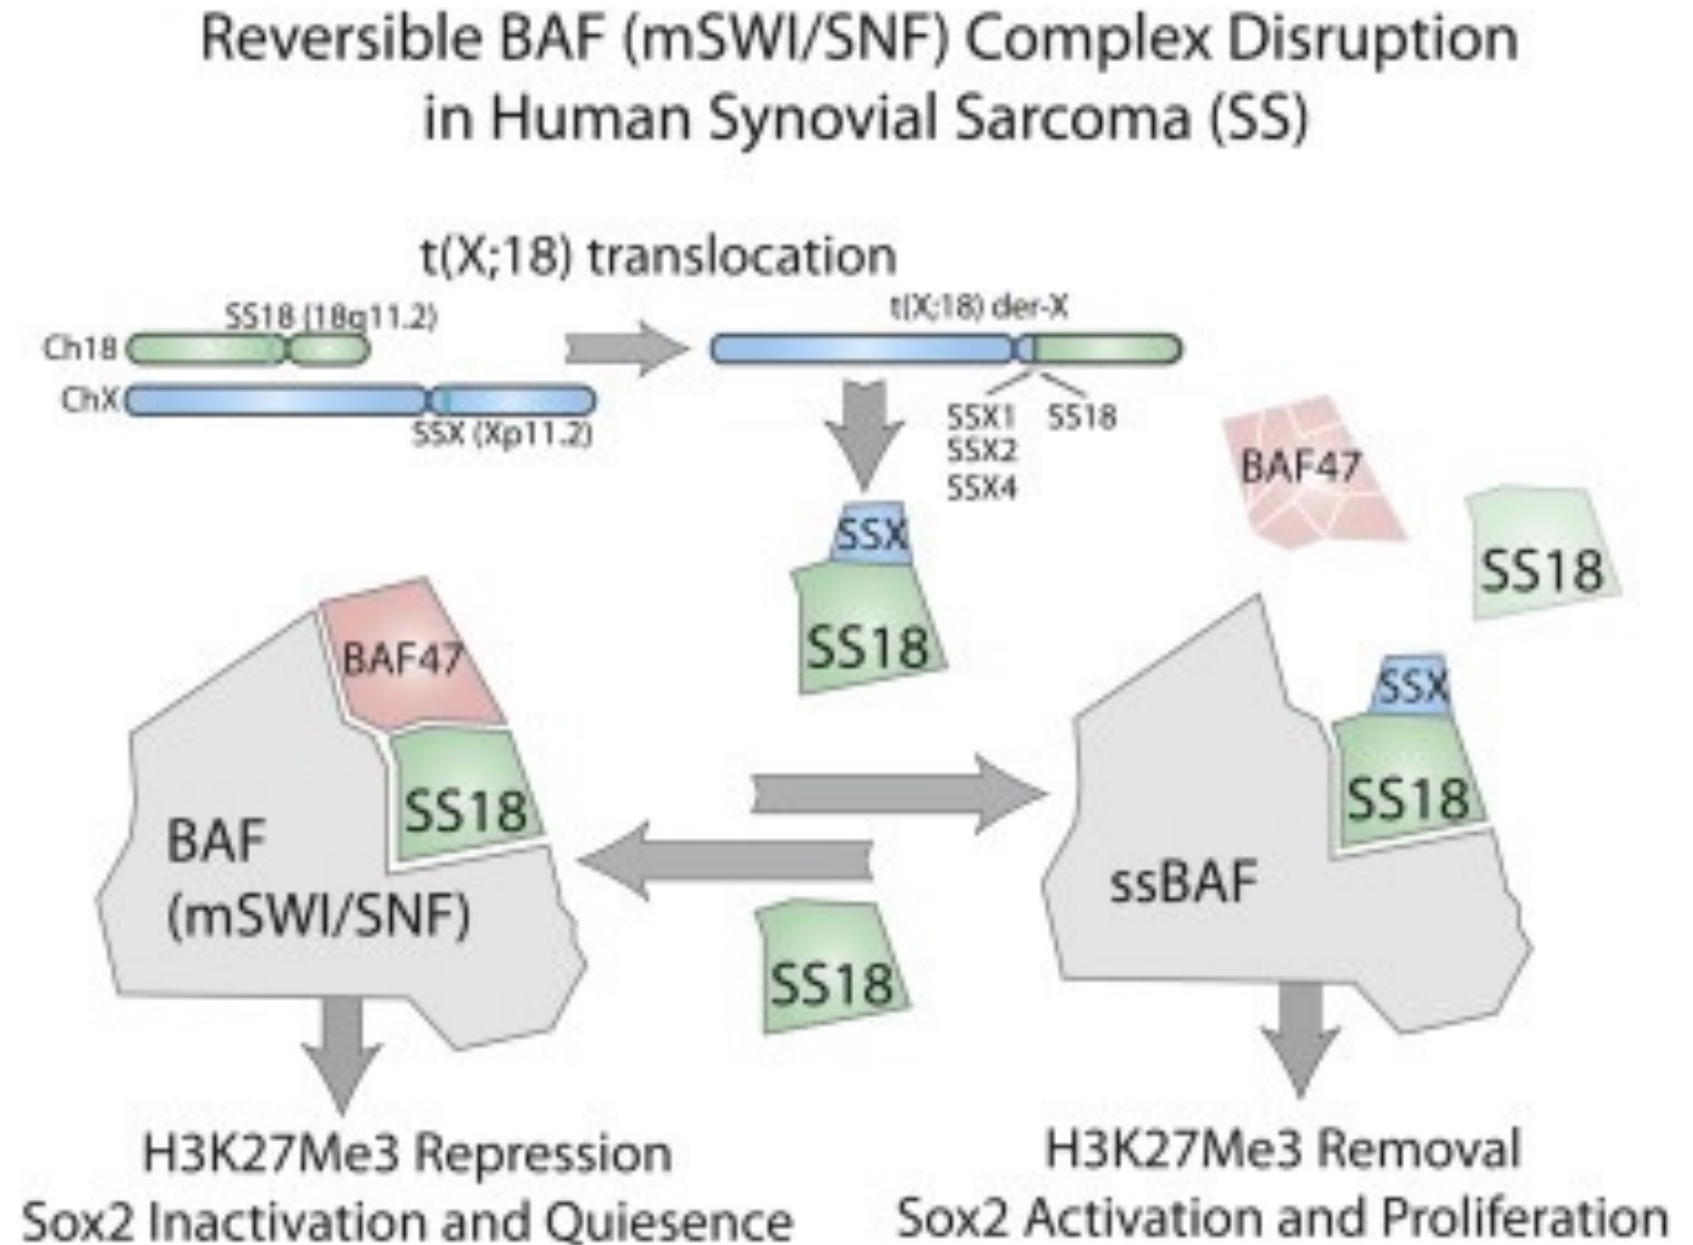 Reversible BAF (mSWI/SNF) Complex Disruption
in Human Synovial Sarcoma (SS)
t(X;18) translocation
SS18 (18q11.2)
Ch18
ChX
SSX (Xp11.2)
t(X;18) der-X
SSX1 SS18
SSX2
SSX4
BAF47
SS18
SSX
SS18
BAF47
SS18
BAF
(mSWI/SNF)
SSX
SS18
ssBAF
SS18
H3K27Me3 Repression
Sox2 Inactivation and Quiesence
H3K27Me3 Removal
Sox2 Activation and Proliferation